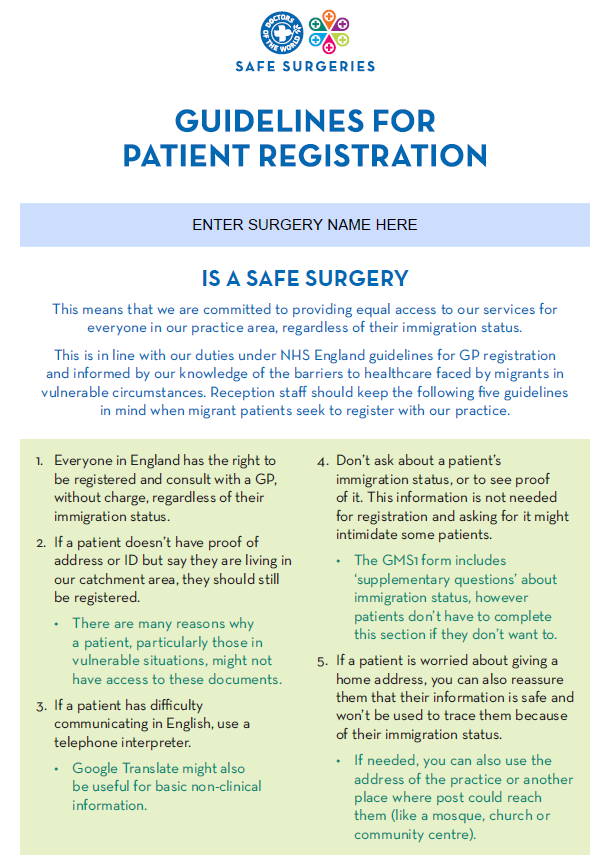 DOCTORS OF THE WORLD
SAFE SURGERIES
GUIDELINES FOR
PATIENT REGISTRATION
ENTER SURGERY NAME HERE
IS A SAFE SURGERY
This means that we are committed to providing equal access to our services for
everyone in our practice area, regardless of their immigration status.
This is in line with our duties under NHS England guidelines for GP registration
and informed by our knowledge of the barriers to healthcare faced by migrants in
vulnerable circumstances. Reception staff should keep the following five guidelines
in mind when migrant patients seek to register with our practice.
1. Everyone in England has the right to
be registered and consult with a GP,
without charge, regardless of their
immigration status.
2. If a patient doesn't have proof of
address or ID but say they are living in
our catchment area, they should still
be registered.
• There are many reasons why
a patient, particularly those in
vulnerable situations, might not
have access to these documents.
3. If a patient has difficulty
communicating in English, use a
telephone interpreter.
• Google Translate might also
be useful for basic non-clinical
information.
4. Don't ask about a patient's
immigration status, or to see proof
of it. This information is not needed
for registration and asking for it might
intimidate some patients.
• The GMS1 form includes
'supplementary questions' about
immigration status, however
patients don't have to complete
this section if they don't want to.
5. If a patient is worried about giving a
home address, you can also reassure
them that their information is safe and
won't be used to trace them because
of their immigration status.
• If needed, you can also use the
address of the practice or another
place where post could reach
them (like a mosque, church or
community centre).